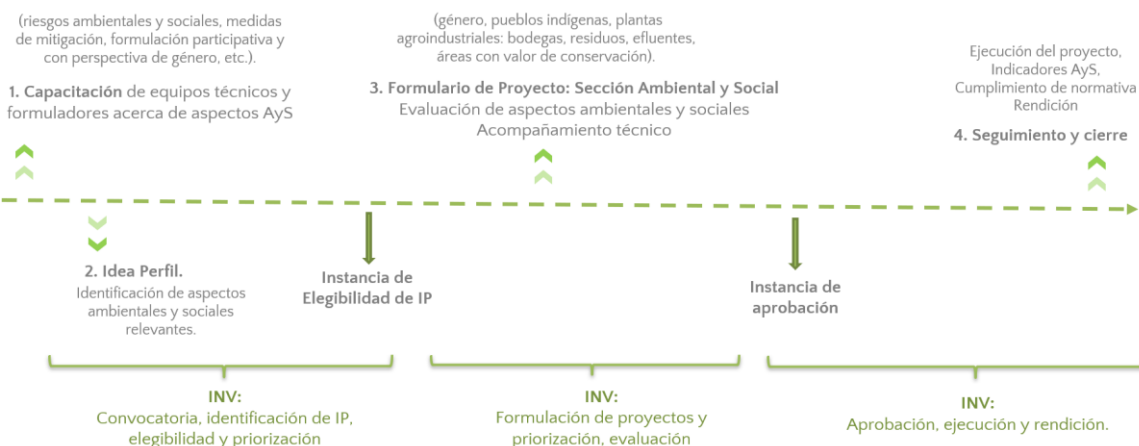 (riesgos ambientales y sociales, medidas
de mitigación, formulación participativa y
con perspectiva de género, etc.).
1. Capacitación de equipos técnicos y
formuladores acerca de aspectos AyS
(género, pueblos indígenas, plantas
agroindustriales: bodegas, residuos, efluentes,
áreas con valor de conservación).
3. Formulario de Proyecto: Sección Ambiental y Social
Evaluación de aspectos ambientales y sociales
Acompañamiento técnico
Ejecución del proyecto,
Indicadores AyS,
Cumplimiento de normativa
Rendición
4. Seguimiento y cierre
2. Idea Perfil.
Identificación de aspectos
ambientales y sociales
relevantes.
Instancia de
Elegibilidad de IP
Instancia de
aprobación
INV:
Convocatoria, identificación de IP,
elegibilidad y priorización
INV:
Formulación de proyectos y
priorización, evaluación
INV:
Aprobación, ejecución y rendición.